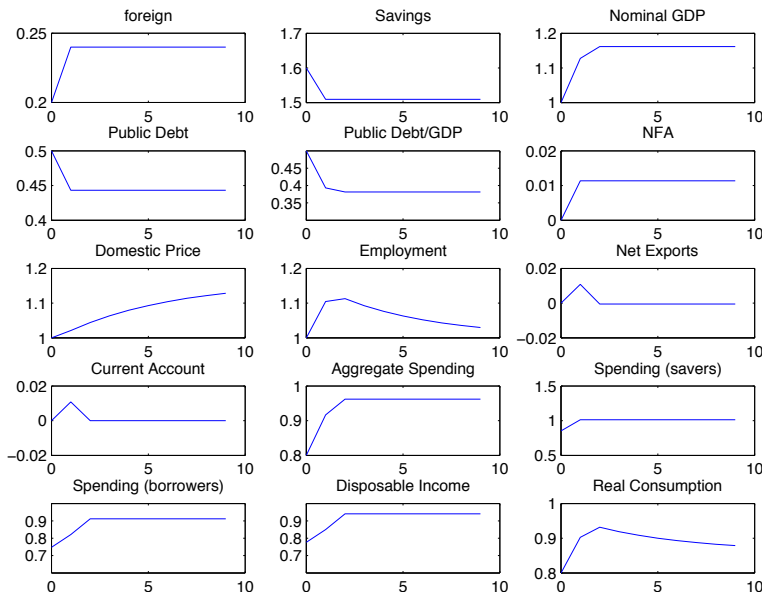 foreign
0.25
0.2
0 5 10
Savings
1.7
1.6
1.5
0 5 10
Nominal GDP
1.2
1.1
1
0 5 10
Public Debt
0.5
0.45
0.4
0 5 10
Public Debt/GDP
0.5
0.4
0.3
0 5 10
NFA
0.02
0.01
0
0 5 10
Domestic Price
1.2
1.1
1
0 5 10
Employment
1.2
1.1
1
0 5 10
Net Exports
0.02
0
−0.02
0 5 10
Current Account
0.02
0
−0.02
0 5 10
Aggregate Spending
1
0.9
0.8
0 5 10
Spending (savers)
1.5
1
0.5
0 5 10
Spending (borrowers)
0.9
0.8
0.7
0 5 10
Disposable Income
0.9
0.8
0.7
0 5 10
Real Consumption
1
0.9
0.8
0 5 10